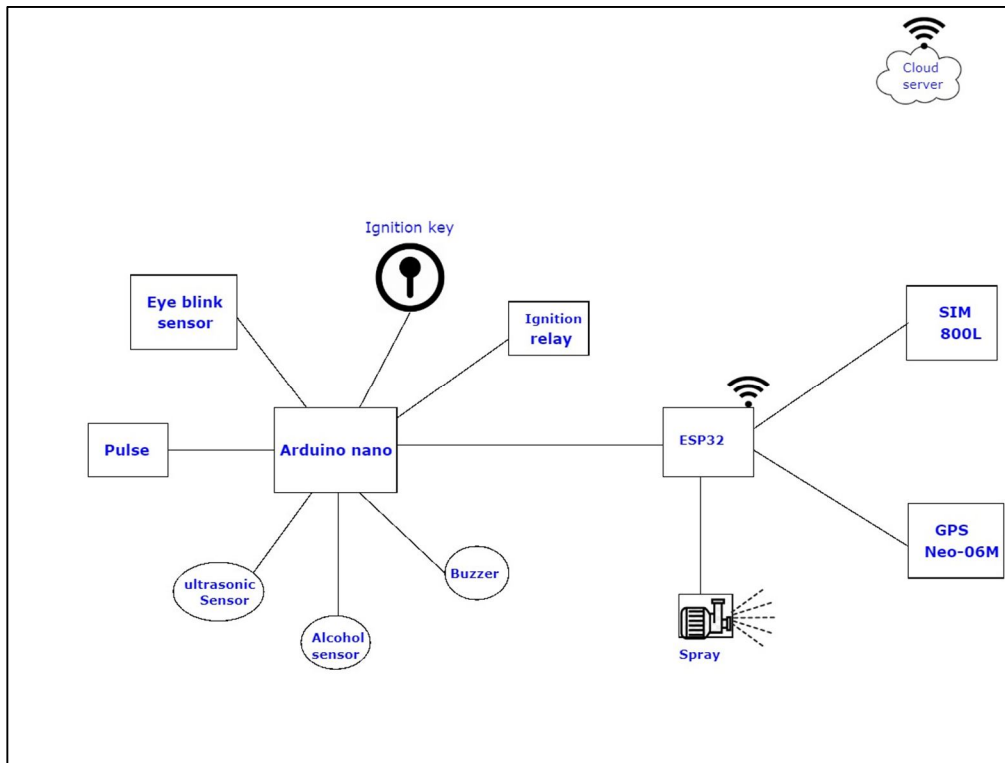 Cloud
server
Ignition key
Eye blink
sensor
Ignition
relay
SIM
800L
Pulse
Arduino nano
ESP32
GPS
Neo-06M
ultrasonic
Sensor
Buzzer
Alcohol
sensor
Spray